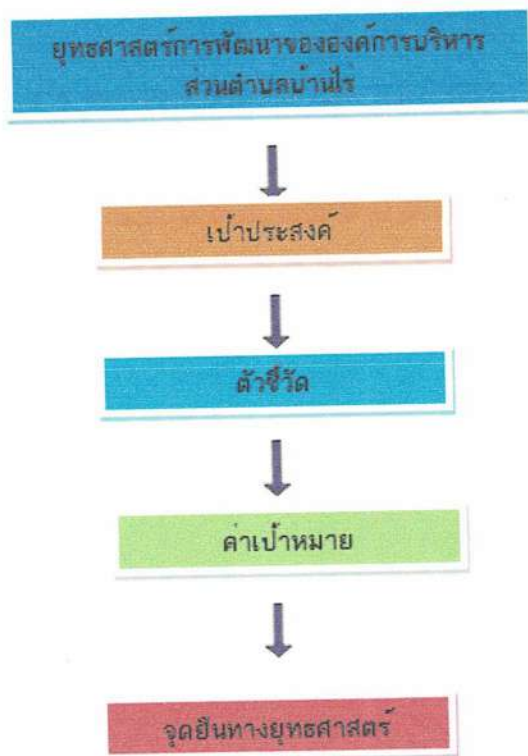 ยุทธศาสตร์การพัฒนาขององค์การบริหาร
ส่วนตำบลบ้านไร่
เป้าประสงค์
ตัวชี้วัด
ค่าเป้าหมาย
จุดยืนทางยุทธศาสตร์